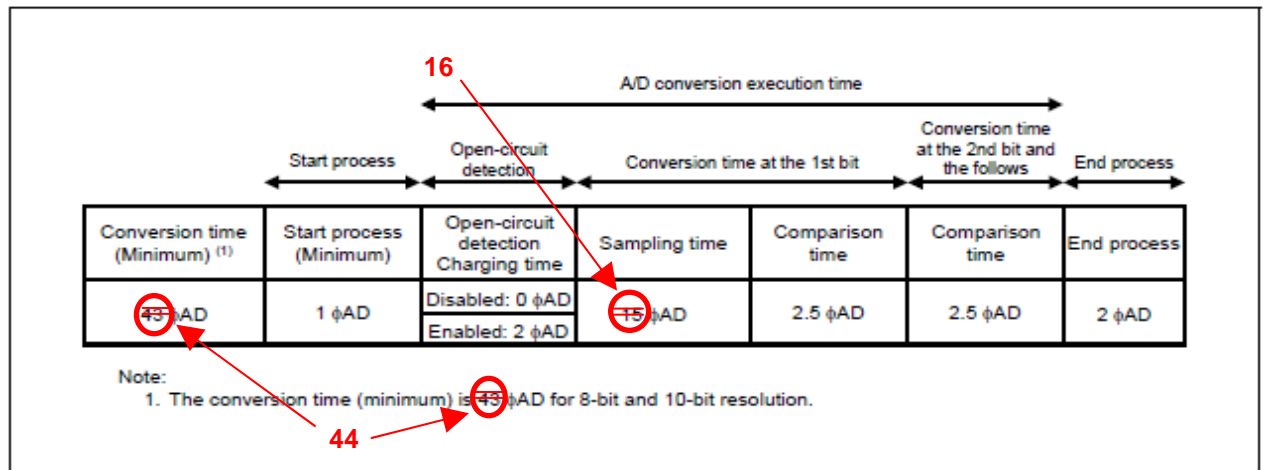 16
A/D conversion execution time
Start process
Open-circuit
detection
Conversion time at the 1st bit
Conversion time
at the 2nd bit and
the follows
End process
Conversion time
(Minimum) (1)
Start process
(Minimum)
Open-circuit
detection
Charging time
Sampling time
Comparison
time
Comparison
time
End process
43 ϕAD
1 ϕAD
Disabled: 0 ϕAD
Enabled: 2 ϕAD
15 ϕAD
2.5 ϕAD
2.5 ϕAD
2 ϕAD
Note:
1. The conversion time (minimum) is 43 ϕAD for 8-bit and 10-bit resolution.
44